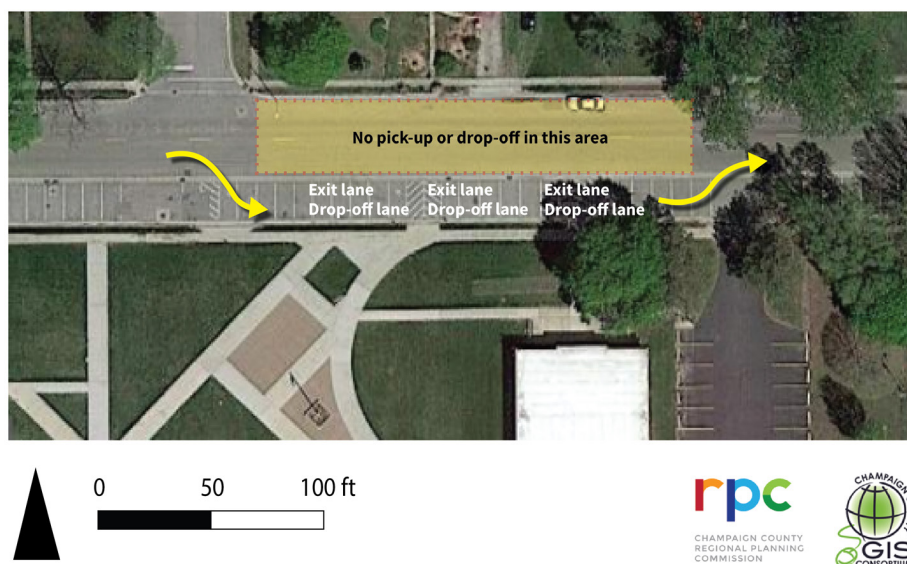 No pick-up or drop-off in this area
Exit lane Exit lane Exit lane
Drop-off lane Drop-off lane Drop-off lane
0 50 100 ft
rpc
CHAMPAIGN COUNTY
REGIONAL PLANNING
COMMISSION
CHAMPAIGN
GIS